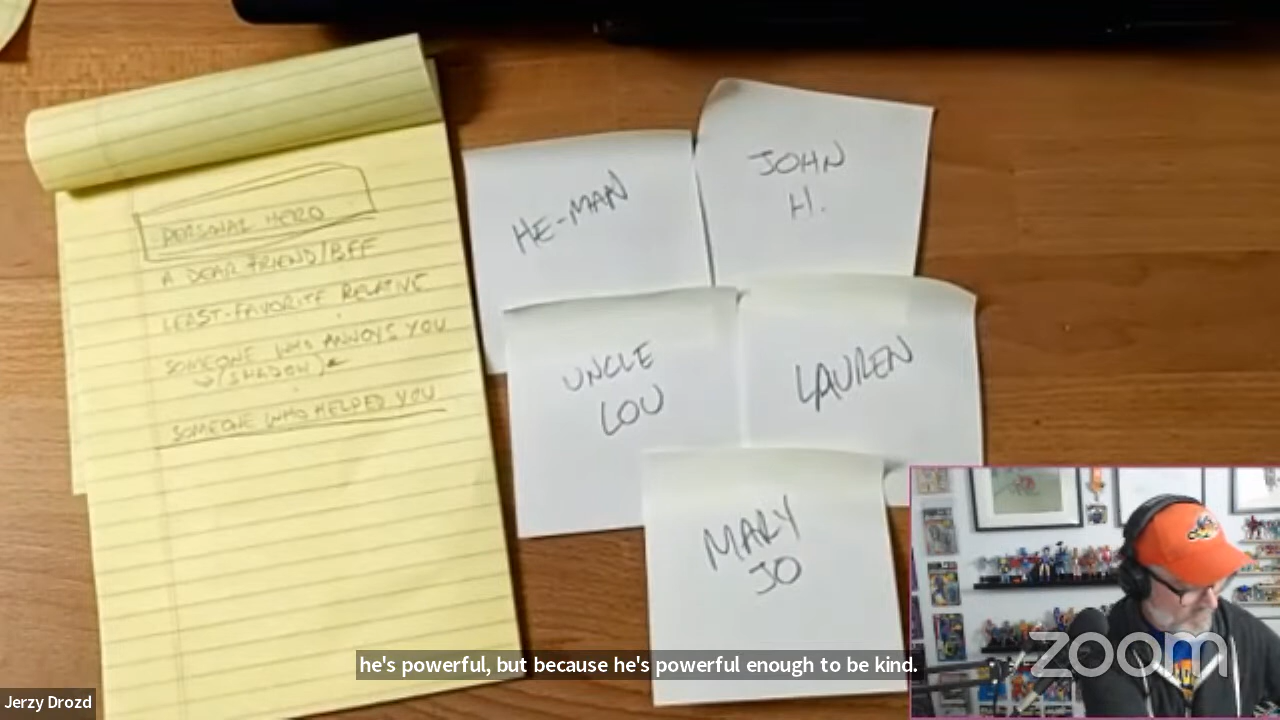 PERSONAL HERO
A DEAR FRIEND/BFF
LEAST-FAVORITE RELATIVE
SOMEONE WHO ANNOYS YOU
(SHADOW)
SOMEONE WHO HELPED YOU
HE-MAN
JOHN
H.
UNCLE
LOU
LAUREN
MARY
JO
he's powerful, but because he's powerful enough to be kind.
Jerzy Drozd
zoom